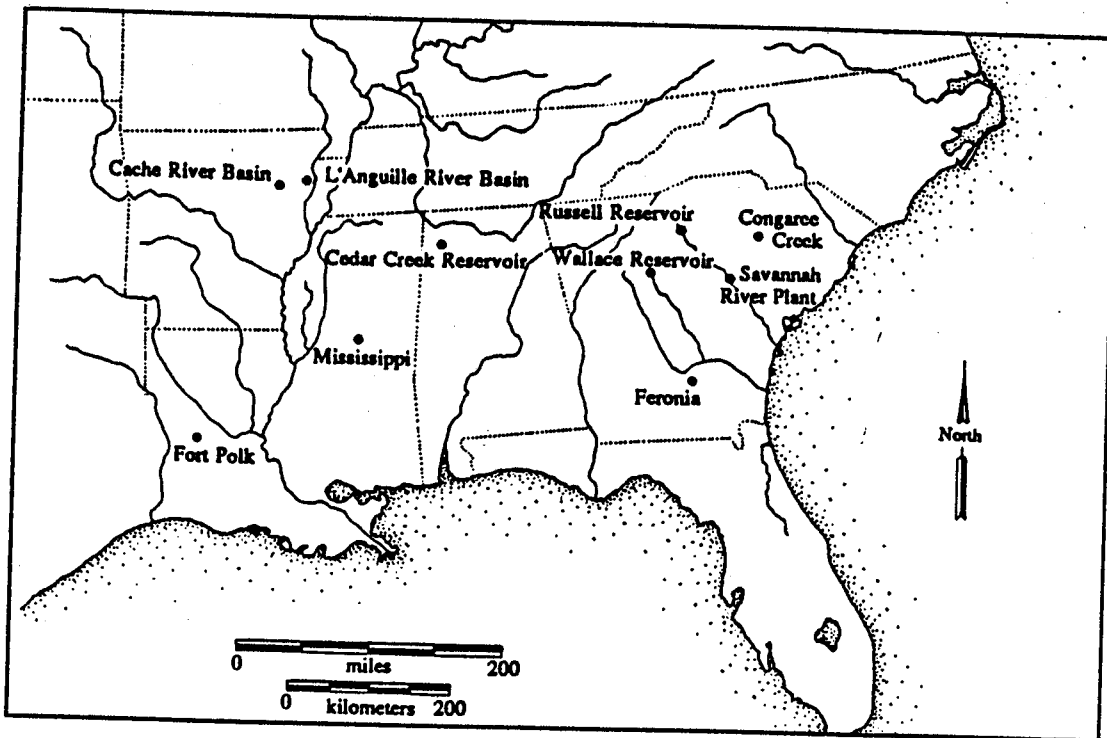 Cache River Basin
L'Anguille River Basin
Russell Reservoir
Congaree
Creek
Cedar Creek Reservoir
Wallace Reservoir
Savannah
River Plant
Mississippi
Feronia
Fort Polk
North
0 miles 200
0 kilometers 200